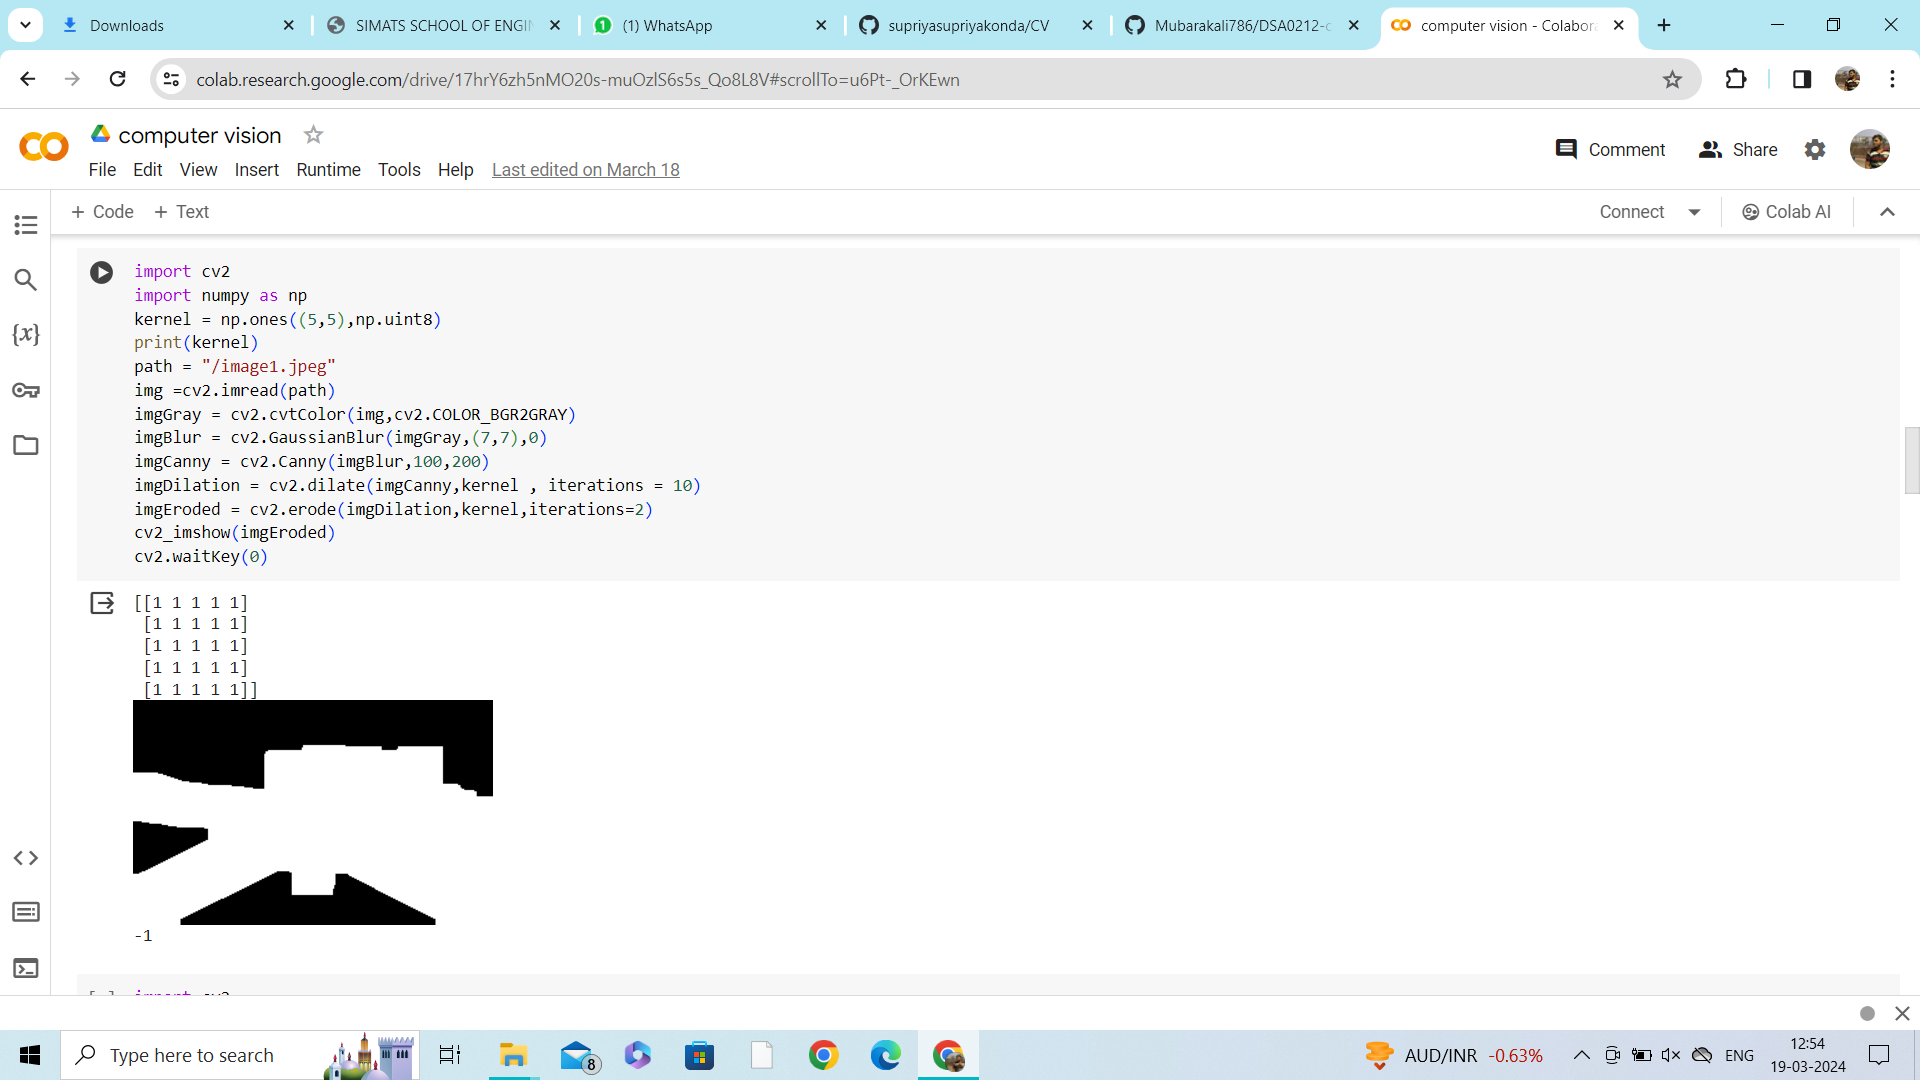 Downloads
SIMATS SCHOOL OF ENGIN
(1) WhatsApp
supriyasupriyakonda/CV
Mubarakali786/DSA0212-c
computer vision - Colabora
colab.research.google.com/drive/17hrY6zh5nMO20s-muOzlS6s5s_Qo8L8V#scrollTo=u6Pt-_OrKEwn
computer vision
Comment
Share
File Edit View Insert Runtime Tools Help Last edited on March 18
+ Code + Text
Connect
Colab AI
import cv2
import numpy as np
kernel = np.ones((5,5),np.uint8)
print(kernel)
path = "/image1.jpeg"
img =cv2.imread(path)
imgGray = cv2.cvtColor(img,cv2.COLOR_BGR2GRAY)
imgBlur = cv2.GaussianBlur(imgGray,(7,7),0)
imgCanny = cv2.Canny(imgBlur,100,200)
imgDilation = cv2.dilate(imgCanny,kernel , iterations = 10)
imgEroded = cv2.erode(imgDilation,kernel,iterations=2)
cv2_imshow(imgEroded)
cv2.waitKey(0)
[[1 1 1 1 1]
[1 1 1 1 1]
[1 1 1 1 1]
[1 1 1 1 1]
[1 1 1 1 1]]
-1
[ ] import cv2
Type here to search
8
AUD/INR -0.63%
ENG
12:54
19-03-2024